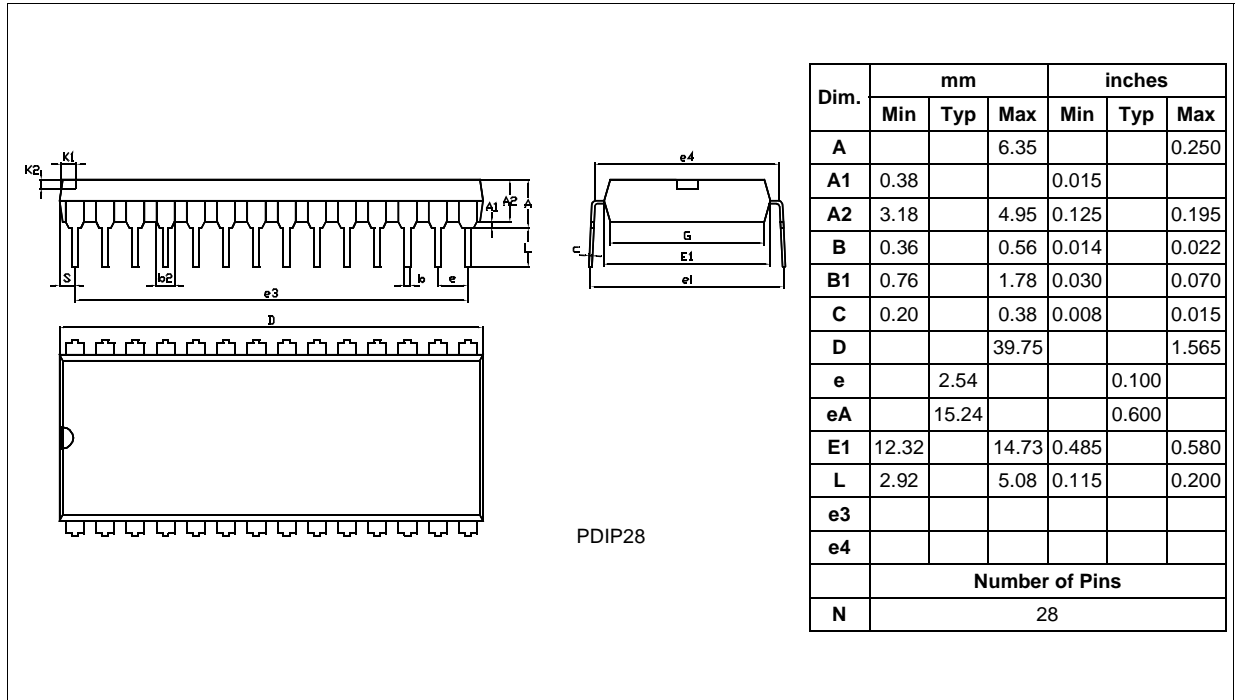 K1
K2
A1
A2
A
L
S
b2
b
e
e3
D
e4
c
G
E1
e1
PDIP28
Dim. mm inches
Min Typ Max Min Typ Max
A 6.35 0.250
A1 0.38 0.015
A2 3.18 4.95 0.125 0.195
B 0.36 0.56 0.014 0.022
B1 0.76 1.78 0.030 0.070
C 0.20 0.38 0.008 0.015
D 39.75 1.565
e 2.54 0.100
eA 15.24 0.600
E1 12.32 14.73 0.485 0.580
L 2.92 5.08 0.115 0.200
e3
e4
Number of Pins
N 28